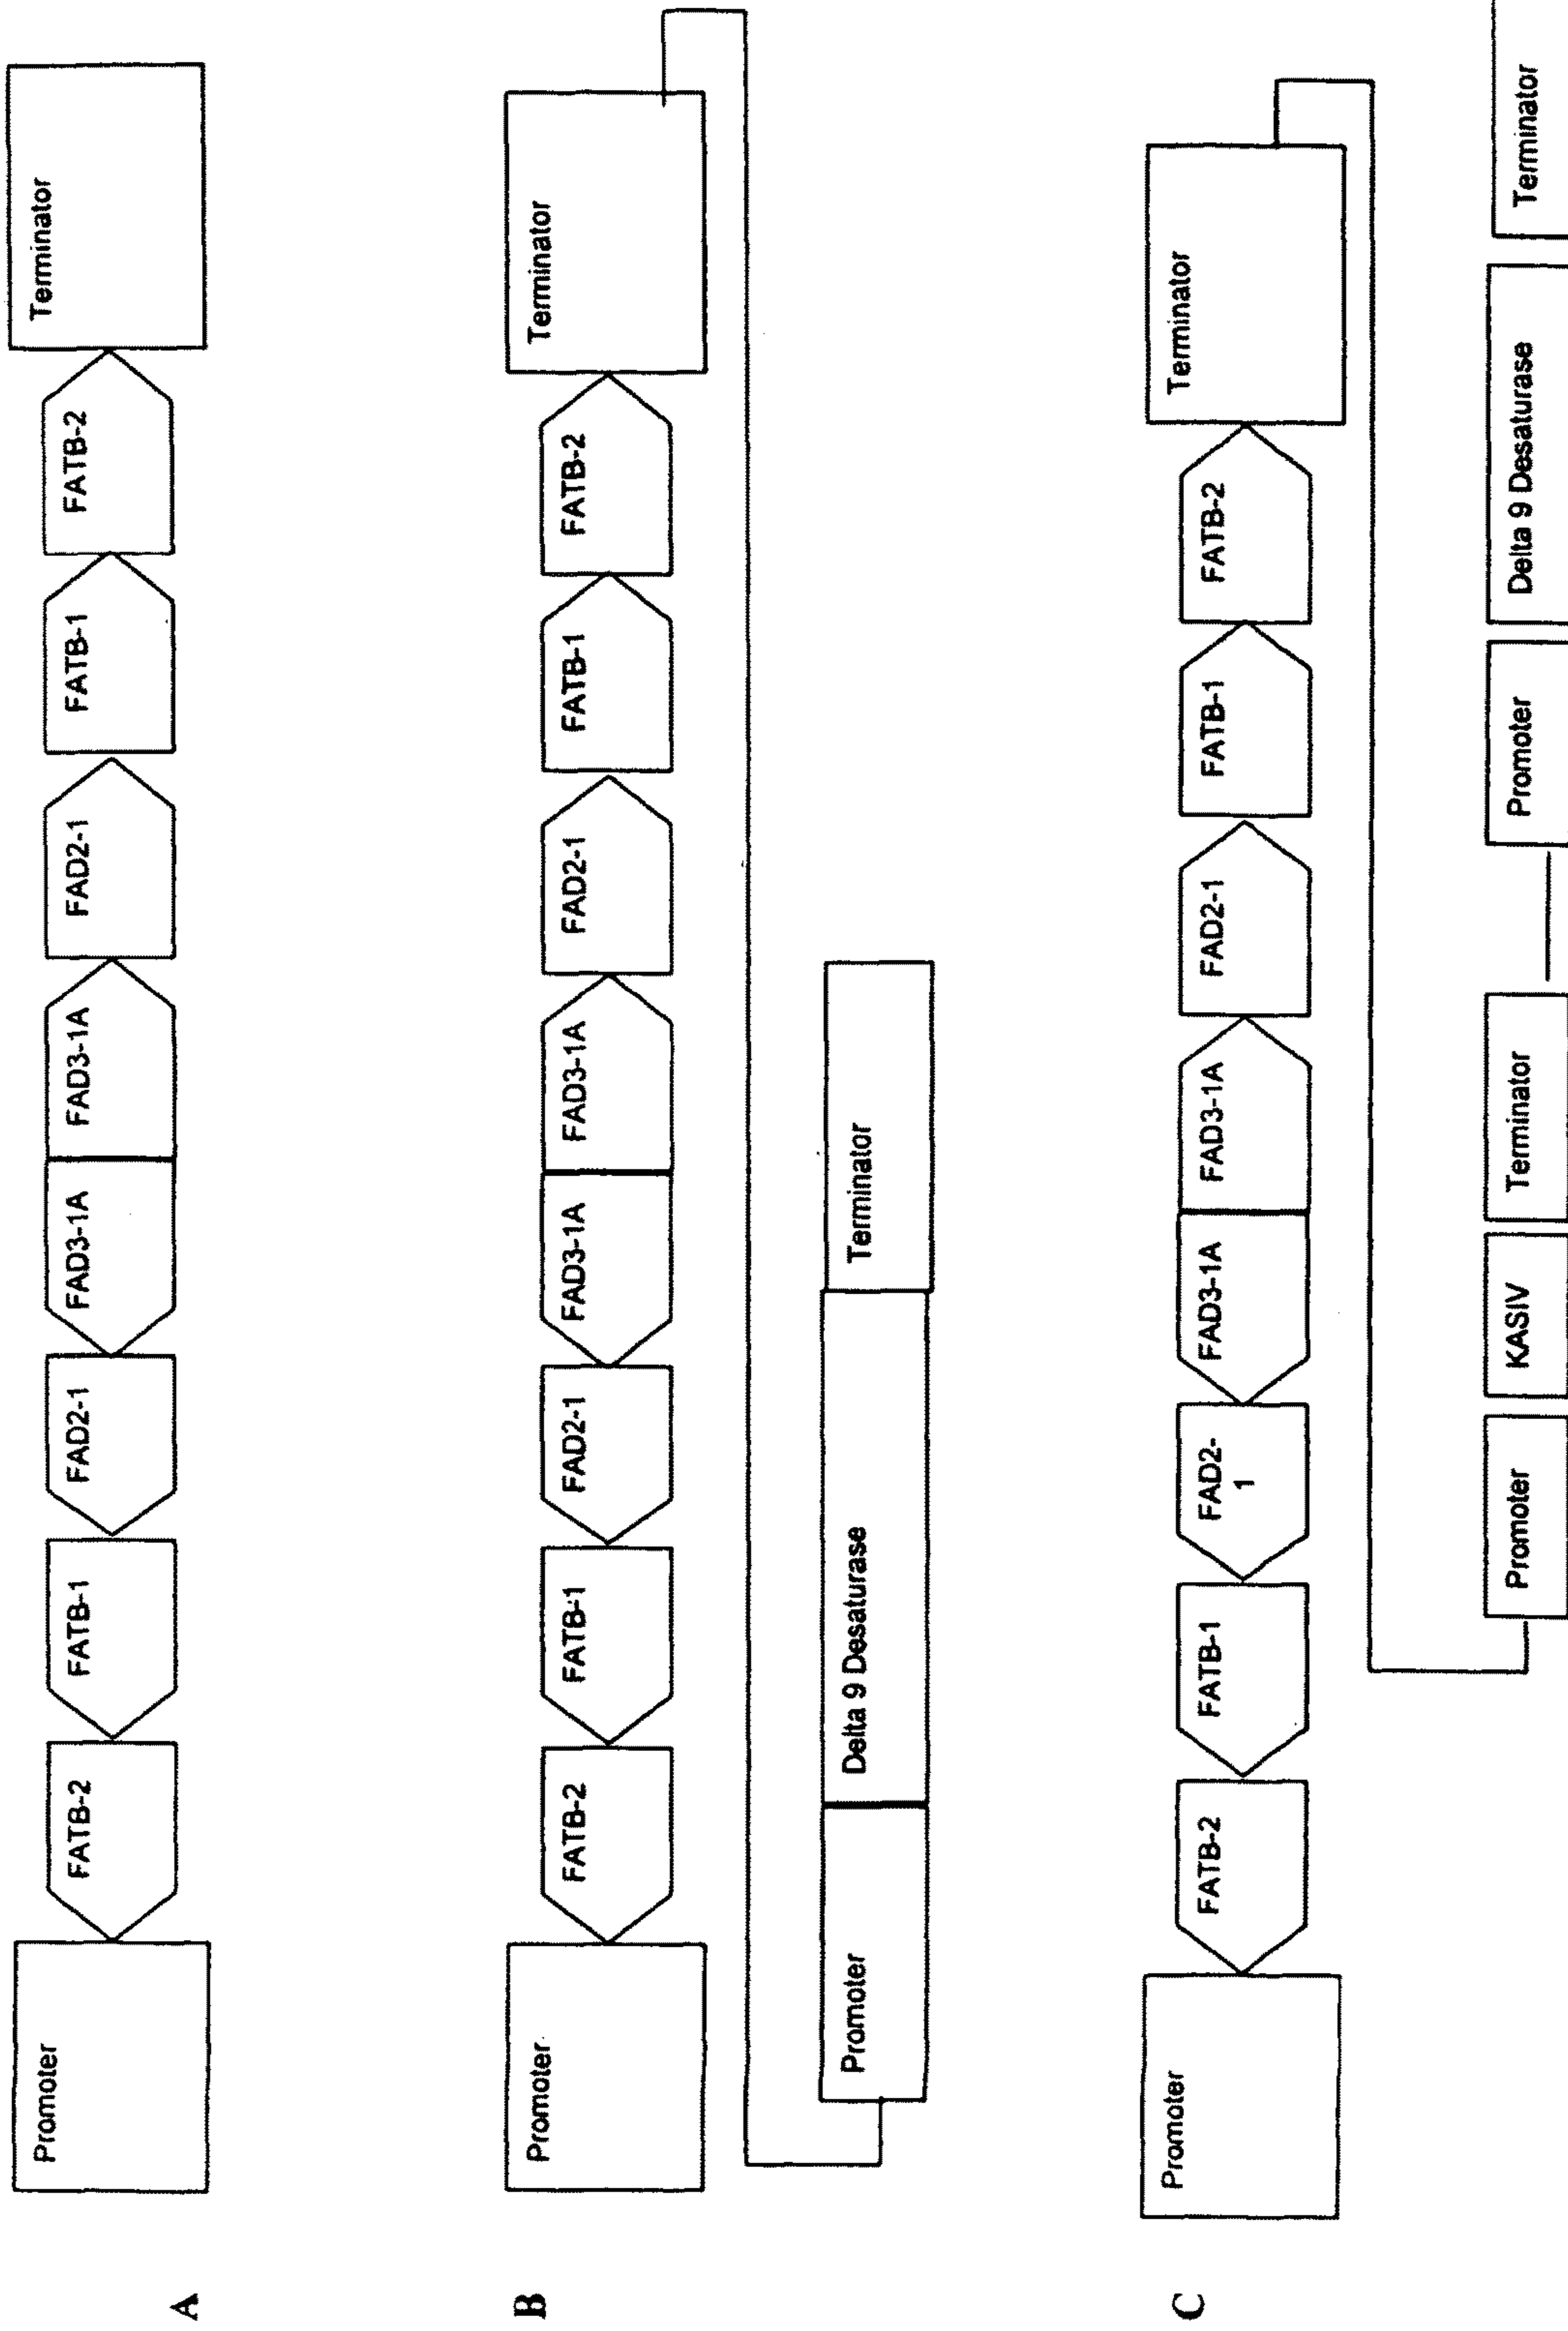 A
Promoter
FATB-2
FATB-1
FAD2-1
FAD3-1A
FAD3-1A
FAD2-1
FATB-1
FATB-2
Terminator
B
Promoter
FATB-2
FATB-1
FAD2-1
FAD3-1A
FAD3-1A
FAD2-1
FATB-1
FATB-2
Terminator
Promoter
Delta 9 Desaturase
Terminator
C
Promoter
FATB-2
FATB-1
FAD2-
1
FAD3-1A
FAD3-1A
FAD2-1
FATB-1
FATB-2
Terminator
Promoter
KASIV
Terminator
Promoter
Delta 9 Desaturase
Terminator